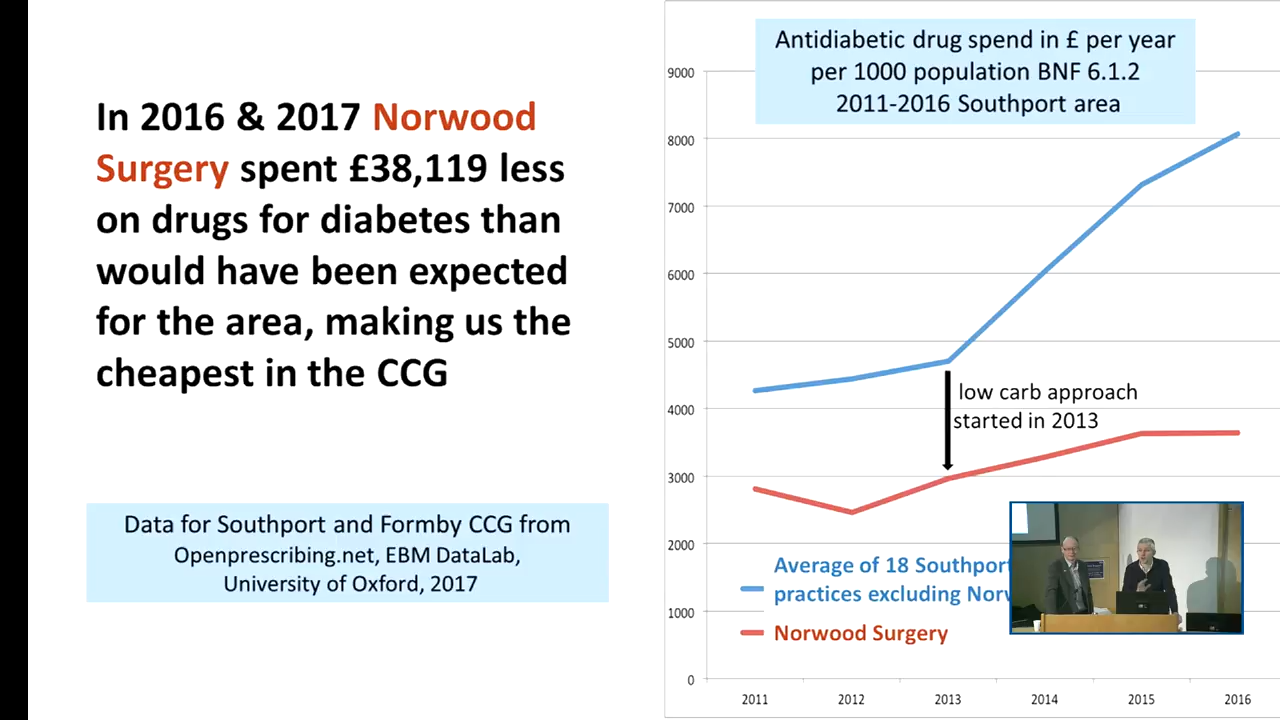 In 2016 & 2017 Norwood
Surgery spent £38,119 less
on drugs for diabetes than
would have been expected
for the area, making us the
cheapest in the CCG
Data for Southport and Formby CCG from
Openprescribing.net, EBM DataLab,
University of Oxford, 2017
Antidiabetic drug spend in £ per year
per 1000 population BNF 6.1.2
2011-2016 Southport area
9000
8000
7000
6000
5000
4000
3000
2000
1000
0
low carb approach
started in 2013
Average of 18 Southport
practices excluding
Norwood Surgery
2011 2012 2013 2014 2015 2016